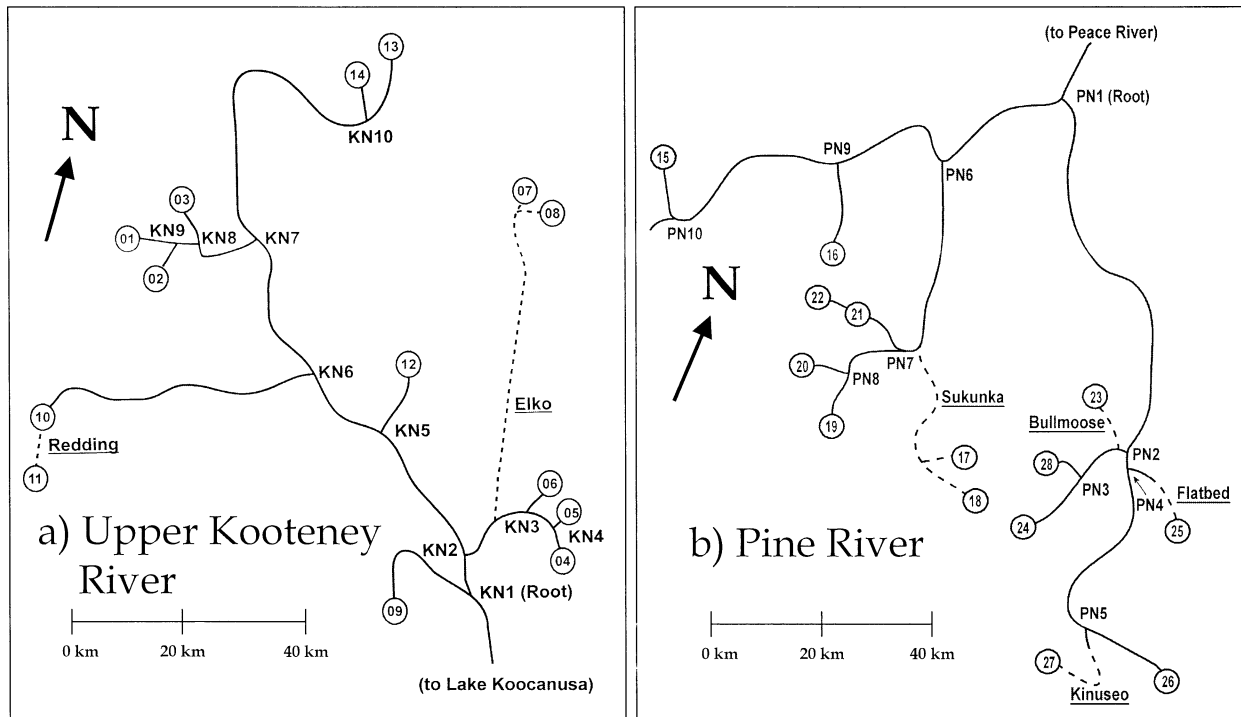 13
14
N
KN10
03
01
KN9
KN8
KN7
02
07
08
KN6
12
10
Redding
11
KN5
Elko
06
05
KN3
KN4
04
KN2
09
KN1 (Root)
a) Upper Kooteney
River
0 km
20 km
40 km
(to Lake Koocanusa)
(to Peace River)
PN1 (Root)
15
PN9
PN6
PN10
16
N
22
21
PN7
20
PN8
19
Sukunka
17
18
23
Bullmoose
PN2
28
PN3
PN4
Flatbed
24
25
b) Pine River
PN5
0 km
20 km
40 km
27
26
Kinuseo